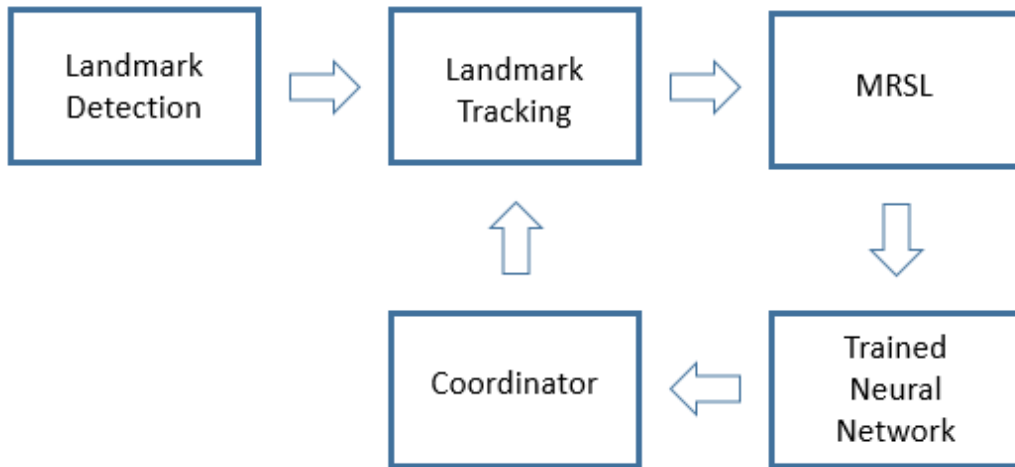 Landmark
Detection
Landmark
Tracking
MRSL
Coordinator
Trained
Neural
Network